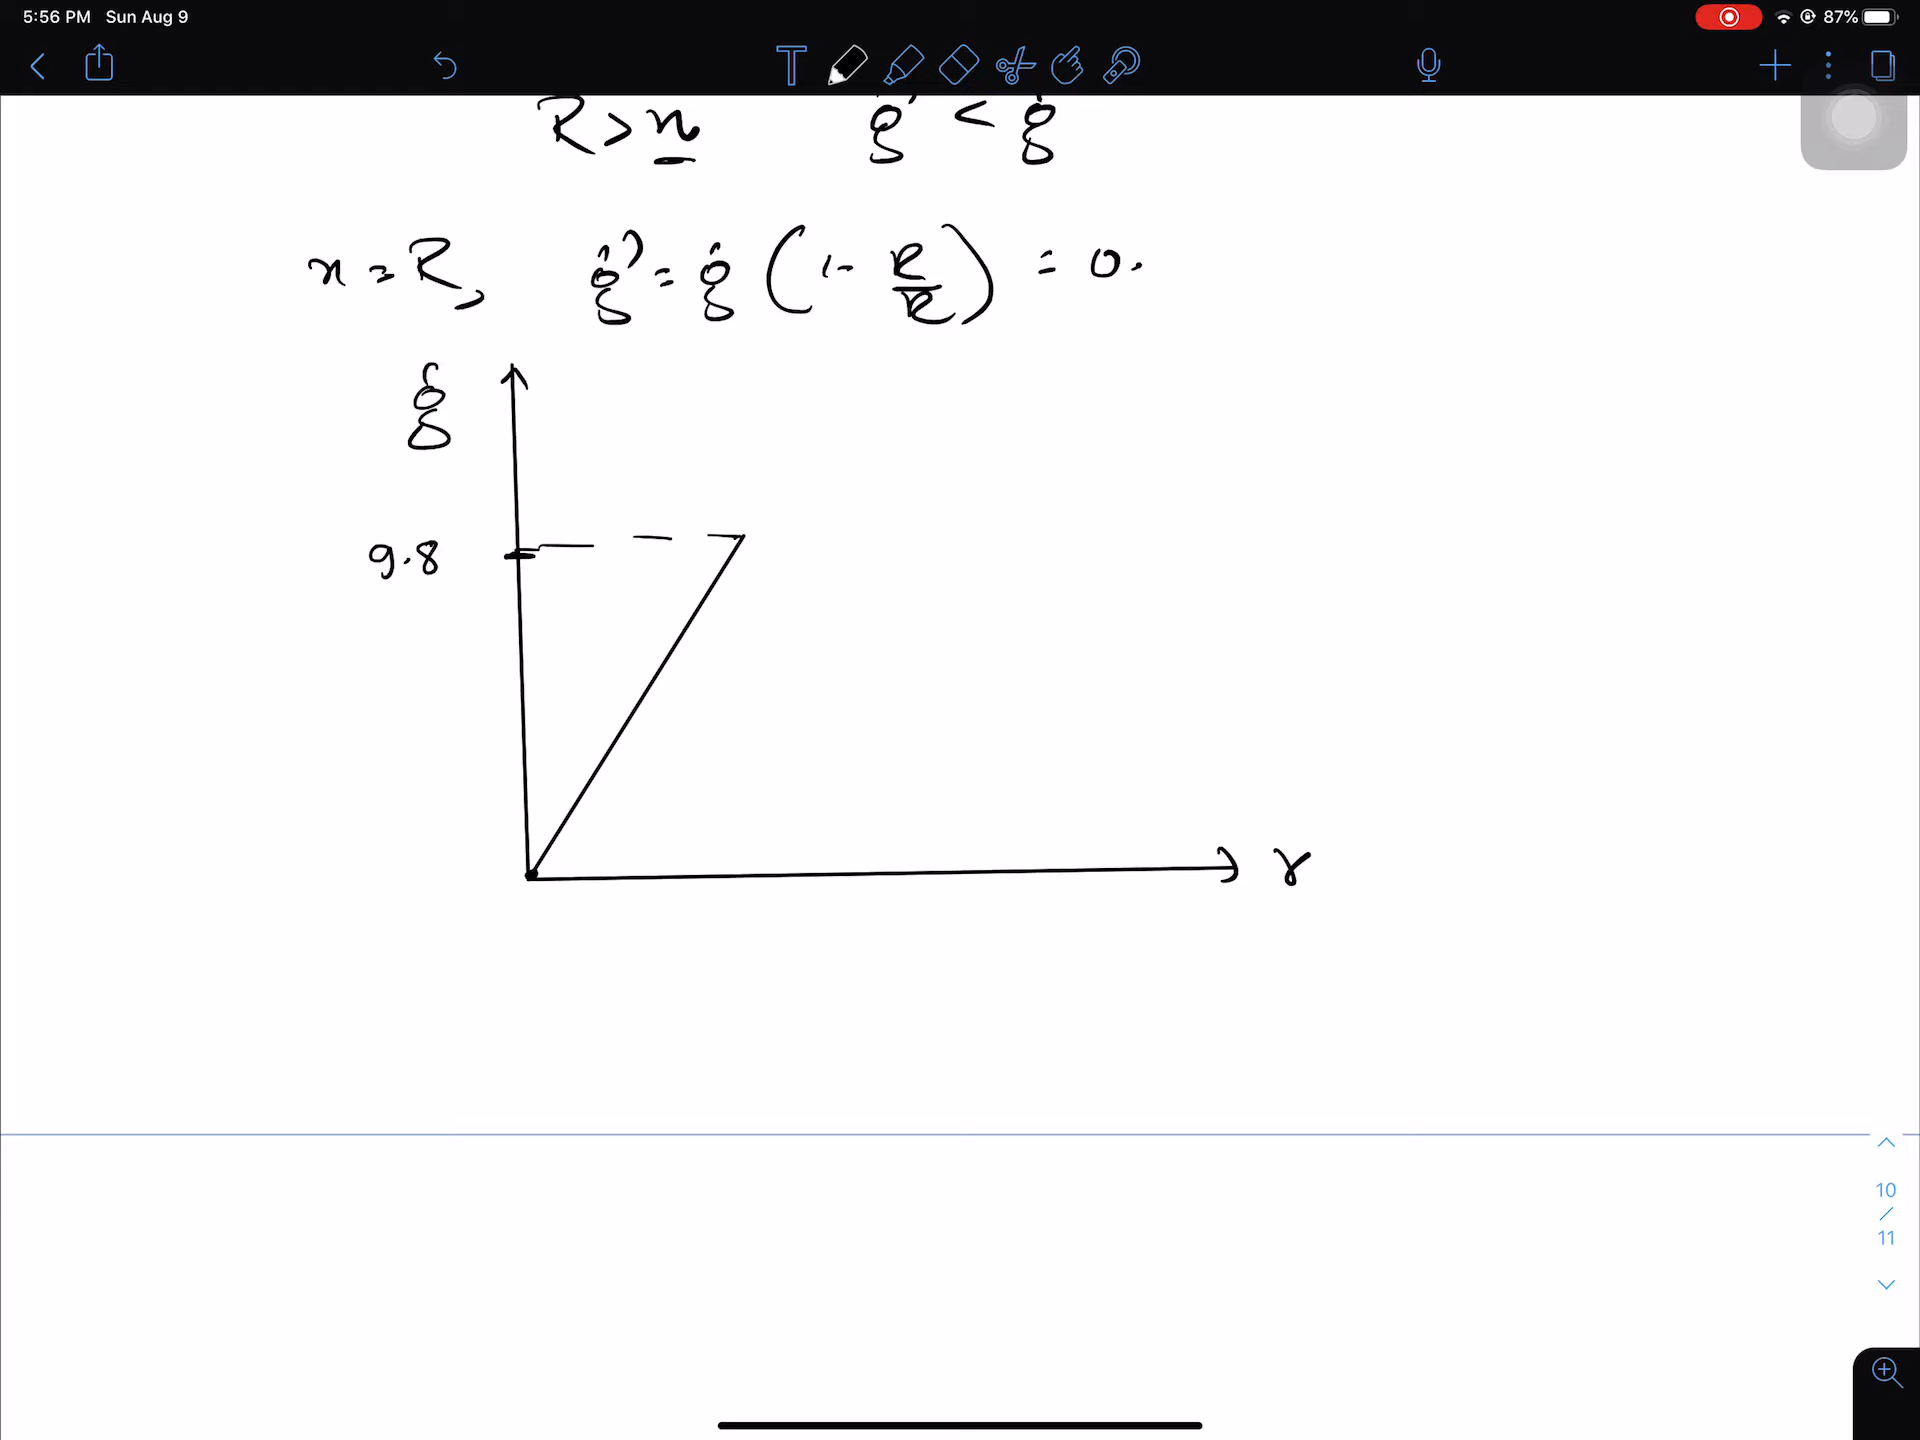 5:56 PM Sun Aug 9
87%
R > x g' < g
x = R, g' = g (1 - R/R) = 0.
g
9.8
r
10
/
11